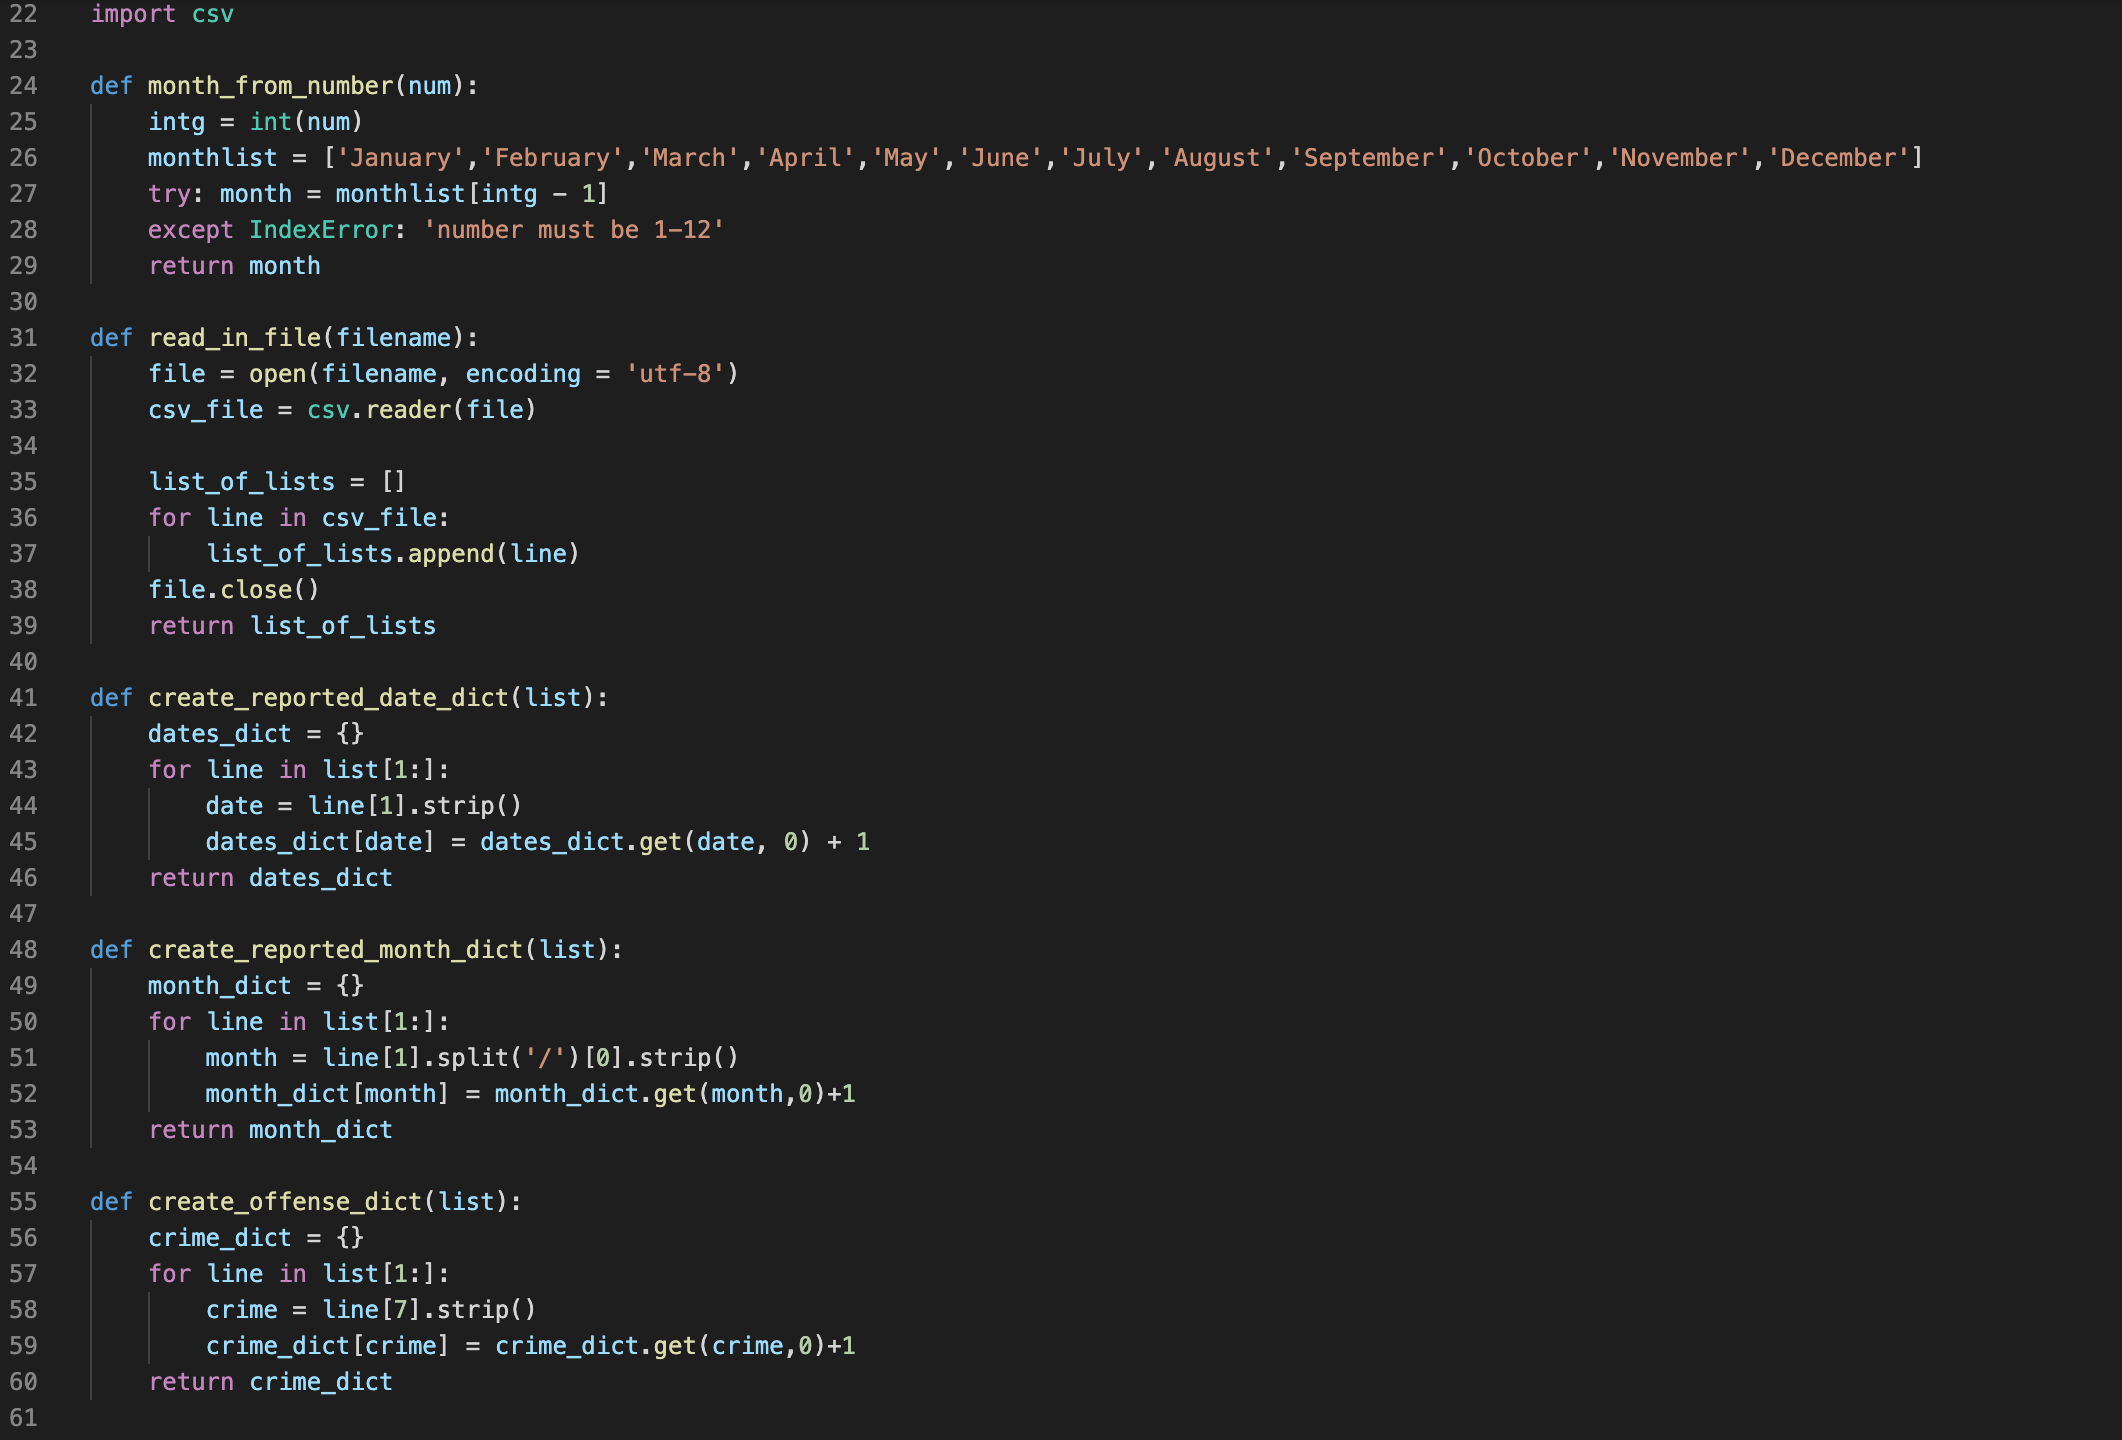 22 import csv
23
24 def month_from_number(num):
25     intg = int(num)
26     monthlist = ['January','February','March','April','May','June','July','August','September','October','November','December']
27     try: month = monthlist[intg - 1]
28     except IndexError: 'number must be 1-12'
29     return month
30
31 def read_in_file(filename):
32     file = open(filename, encoding = 'utf-8')
33     csv_file = csv.reader(file)
34
35     list_of_lists = []
36     for line in csv_file:
37         list_of_lists.append(line)
38     file.close()
39     return list_of_lists
40
41 def create_reported_date_dict(list):
42     dates_dict = {}
43     for line in list[1:]:
44         date = line[1].strip()
45         dates_dict[date] = dates_dict.get(date, 0) + 1
46     return dates_dict
47
48 def create_reported_month_dict(list):
49     month_dict = {}
50     for line in list[1:]:
51         month = line[1].split('/')[0].strip()
52         month_dict[month] = month_dict.get(month,0)+1
53     return month_dict
54
55 def create_offense_dict(list):
56     crime_dict = {}
57     for line in list[1:]:
58         crime = line[7].strip()
59         crime_dict[crime] = crime_dict.get(crime,0)+1
60     return crime_dict
61